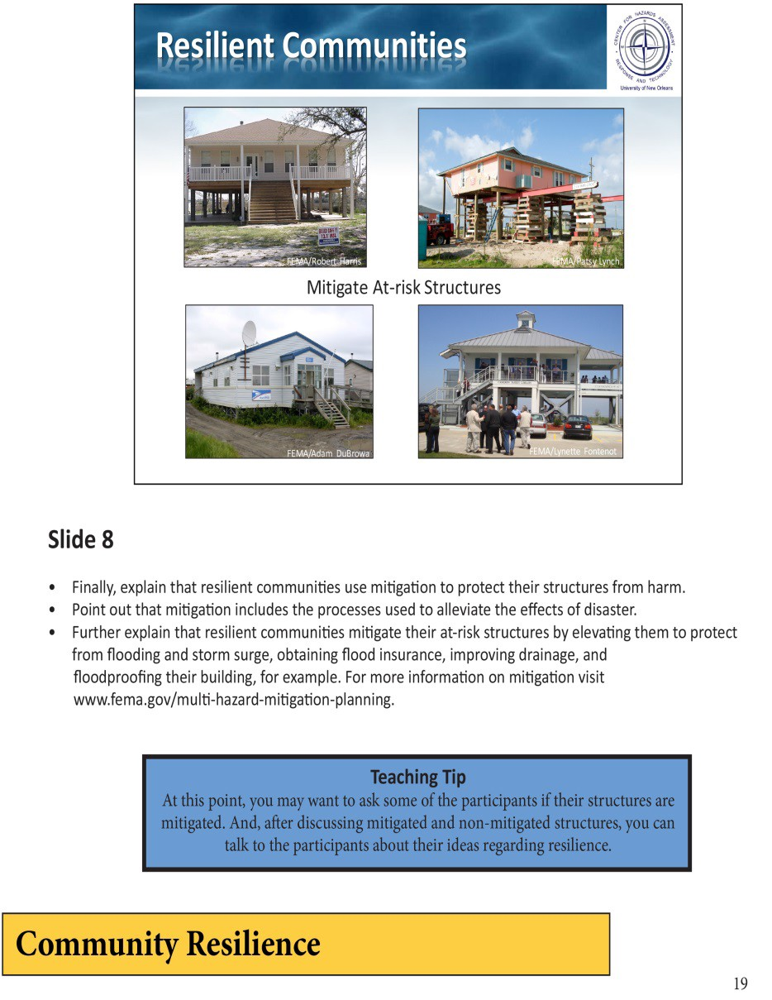 Resilient Communities
CENTER FOR HAZARDS ASSESSMENT
RESPONSE AND TECHNOLOGY
University of New Orleans
FEMA/Robert Harris
FEMA/Patsy Lynch
Mitigate At-risk Structures
FEMA/Adam DuBrowa
FEMA/Lynette Fontenot
Slide 8
• Finally, explain that resilient communities use mitigation to protect their structures from harm.
• Point out that mitigation includes the processes used to alleviate the effects of disaster.
• Further explain that resilient communities mitigate their at-risk structures by elevating them to protect
from flooding and storm surge, obtaining flood insurance, improving drainage, and
floodproofing their building, for example. For more information on mitigation visit
www.fema.gov/multi-hazard-mitigation-planning.
Teaching Tip
At this point, you may want to ask some of the participants if their structures are
mitigated. And, after discussing mitigated and non-mitigated structures, you can
talk to the participants about their ideas regarding resilience.
Community Resilience
19